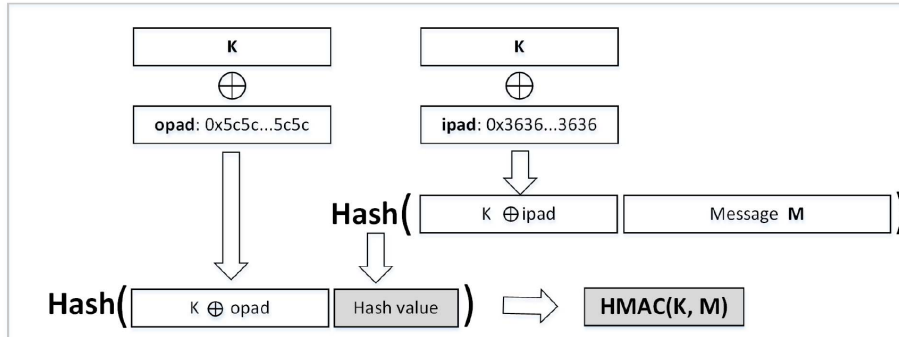 K
K
⊕
⊕
opad: 0x5c5c...5c5c
ipad: 0x3636...3636
Hash( K ⊕ipad Message M )
Hash( K ⊕ opad Hash value ) HMAC(K, M)